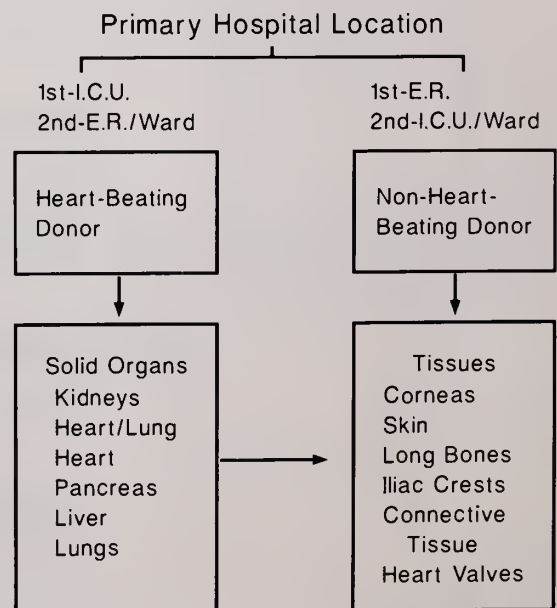 Primary Hospital Location
1st-I.C.U.
2nd-E.R./Ward
Heart-Beating
Donor
Solid Organs
Kidneys
Heart/Lung
Heart
Pancreas
Liver
Lungs
1st-E.R.
2nd-I.C.U./Ward
Non-Heart-
Beating Donor
Tissues
Corneas
Skin
Long Bones
Iliac Crests
Connective
Tissue
Heart Valves